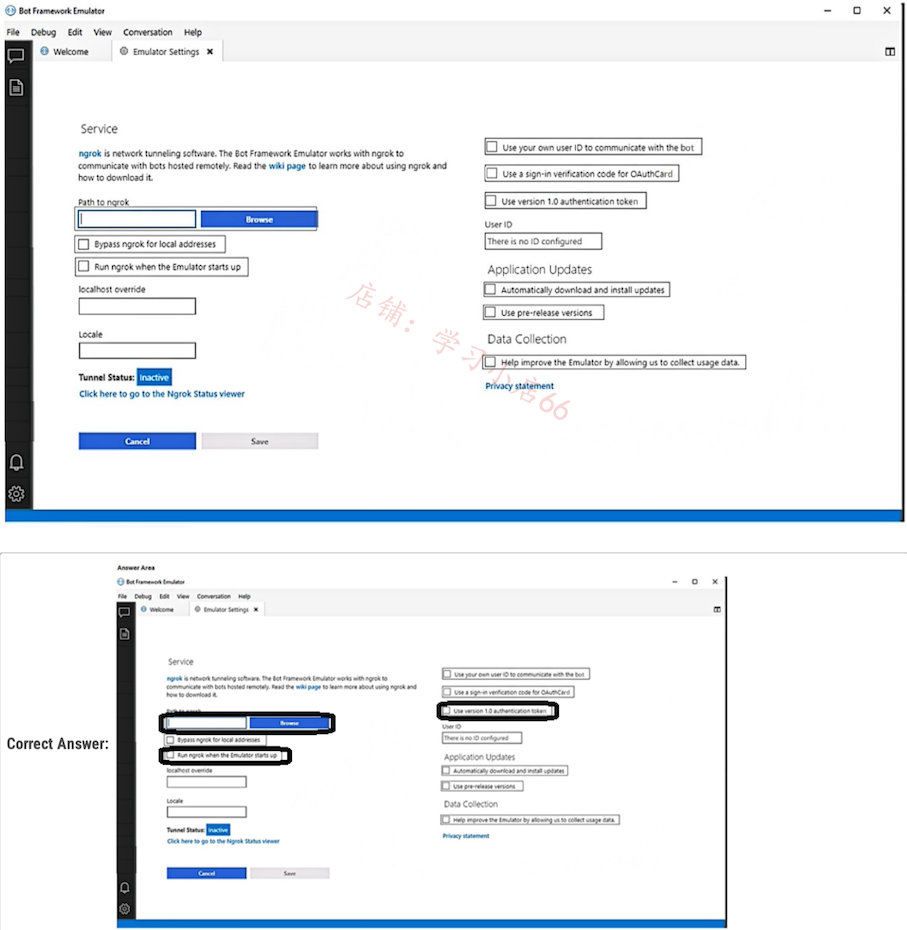 Bot Framework Emulator
File Debug Edit View Conversation Help
Welcome Emulator Settings
Service
ngrok is network tunneling software. The Bot Framework Emulator works with ngrok to
communicate with bots hosted remotely. Read the wiki page to learn more about using ngrok and
how to download it.
Path to ngrok
Browse
Bypass ngrok for local addresses
Run ngrok when the Emulator starts up
localhost override
Locale
Tunnel Status: Inactive
Click here to go to the Ngrok Status viewer
Cancel Save
Use your own user ID to communicate with the bot
Use a sign-in verification code for OAuthCard
Use version 1.0 authentication token
User ID
There is no ID configured
Application Updates
Automatically download and install updates
Use pre-release versions
Data Collection
Help improve the Emulator by allowing us to collect usage data.
Privacy statement
店铺：学习小店66
Correct Answer:
Answer Area
Bot Framework Emulator
File Debug Edit View Conversation Help
Welcome Emulator Settings
Service
ngrok is network tunneling software. The Bot Framework Emulator works with ngrok to
communicate with bots hosted remotely. Read the wiki page to learn more about using ngrok and
how to download it.
Path to ngrok
Browse
Bypass ngrok for local addresses
Run ngrok when the Emulator starts up
localhost override
Locale
Tunnel Status: Inactive
Click here to go to the Ngrok Status viewer
Cancel Save
Use your own user ID to communicate with the bot
Use a sign-in verification code for OAuthCard
Use version 1.0 authentication token
User ID
There is no ID configured
Application Updates
Automatically download and install updates
Use pre-release versions
Data Collection
Help improve the Emulator by allowing us to collect usage data.
Privacy statement